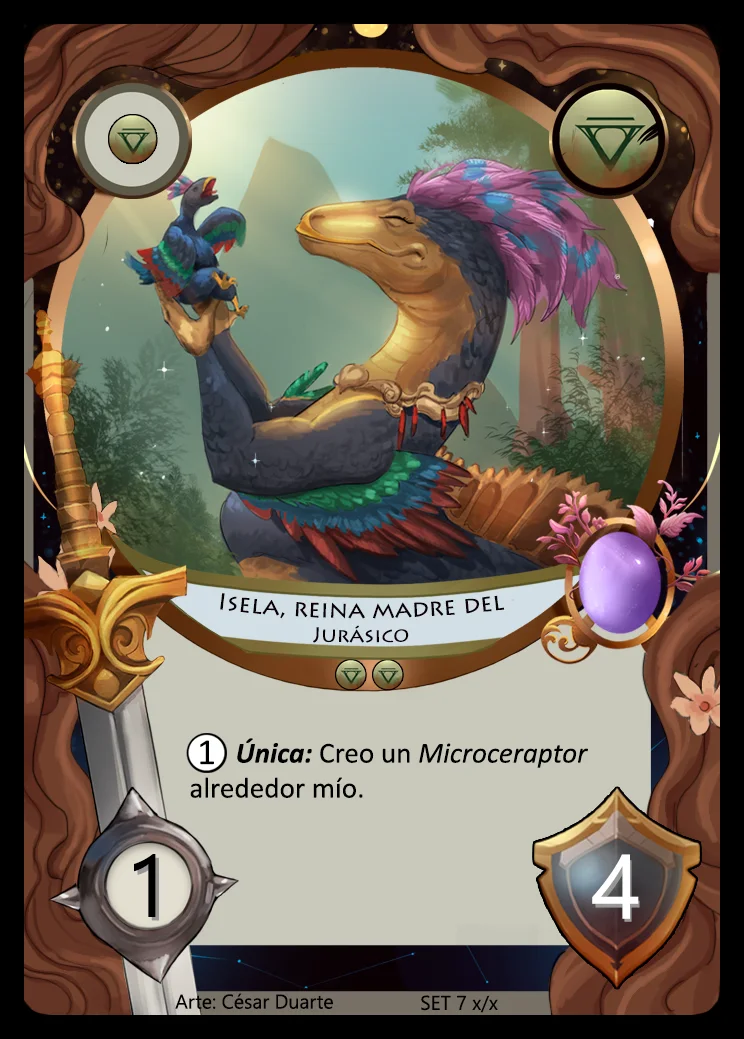 ISELA, REINA MADRE DEL
JURÁSICO
1 Única: Creo un Microceraptor
alrededor mío.
1
4
Arte: César Duarte
SET 7 x/x